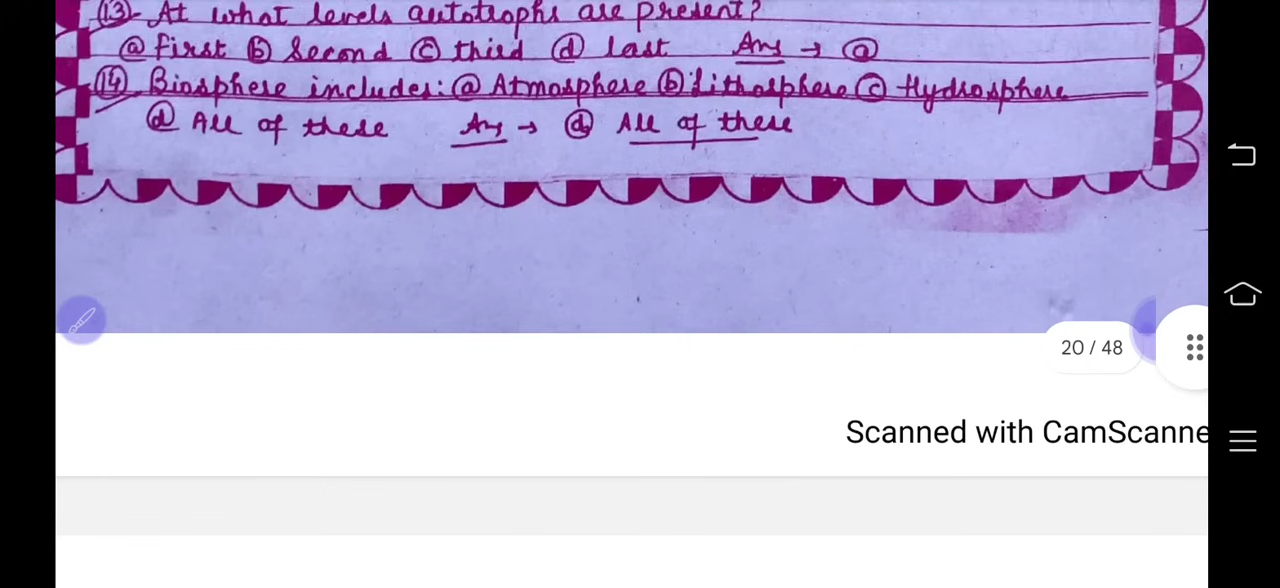 (13) At what levels autotrophs are present?
(a) first (b) Second (c) third (d) last Ans → (a)
(14) Biosphere includes: (a) Atmosphere (b) Lithosphere (c) Hydrosphere
(d) All of these Ans → (d) All of these
20 / 48
Scanned with CamScanne